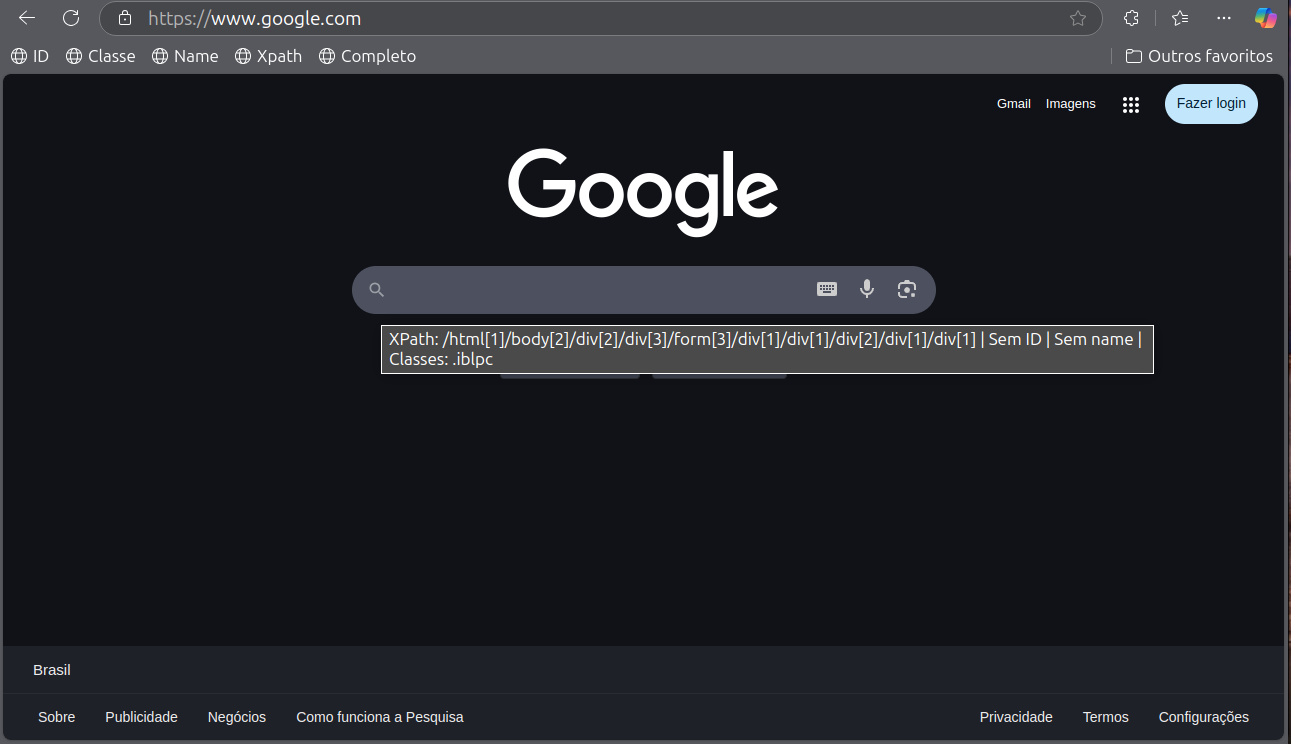 https://www.google.com
ID Classe Name Xpath Completo Outros favoritos
Gmail Imagens Fazer login
Google
XPath: /html[1]/body[2]/div[2]/div[3]/form[3]/div[1]/div[1]/div[2]/div[1]/div[1] | Sem ID | Sem name |
Classes: .iblpc
Brasil
Sobre Publicidade Negócios Como funciona a Pesquisa Privacidade Termos Configurações